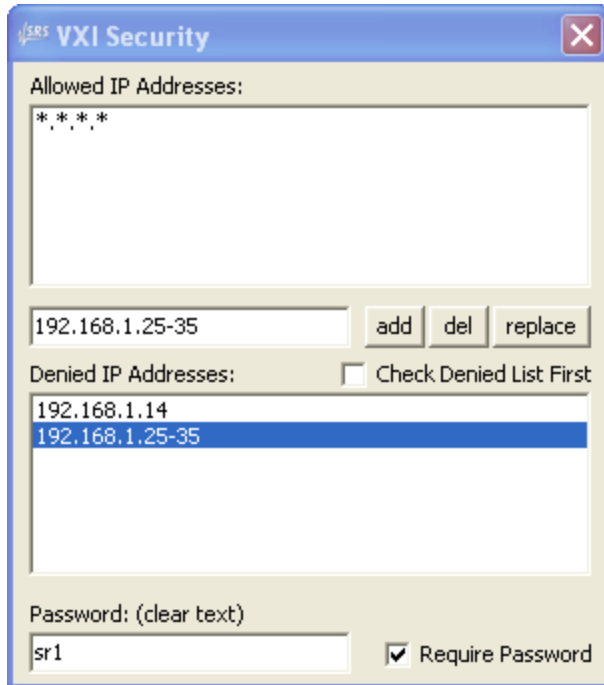 SRS VXI Security
Allowed IP Addresses:
*.*.*.*
192.168.1.25-35 add del replace
Denied IP Addresses: Check Denied List First
192.168.1.14
192.168.1.25-35
Password: (clear text)
sr1 Require Password